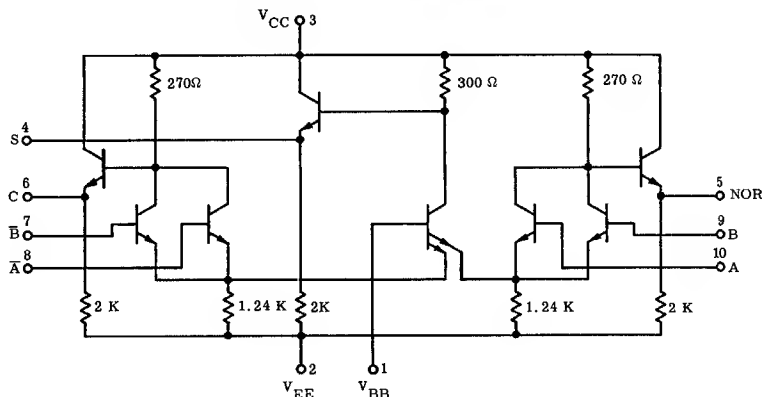 V_CC 3
270Ω
300 Ω
270 Ω
4
S
6
C
5
NOR
7
B̅
9
B
8
A̅
10
A
2 K
1.24 K
2K
1.24 K
2 K
2
V_EE
1
V_BB